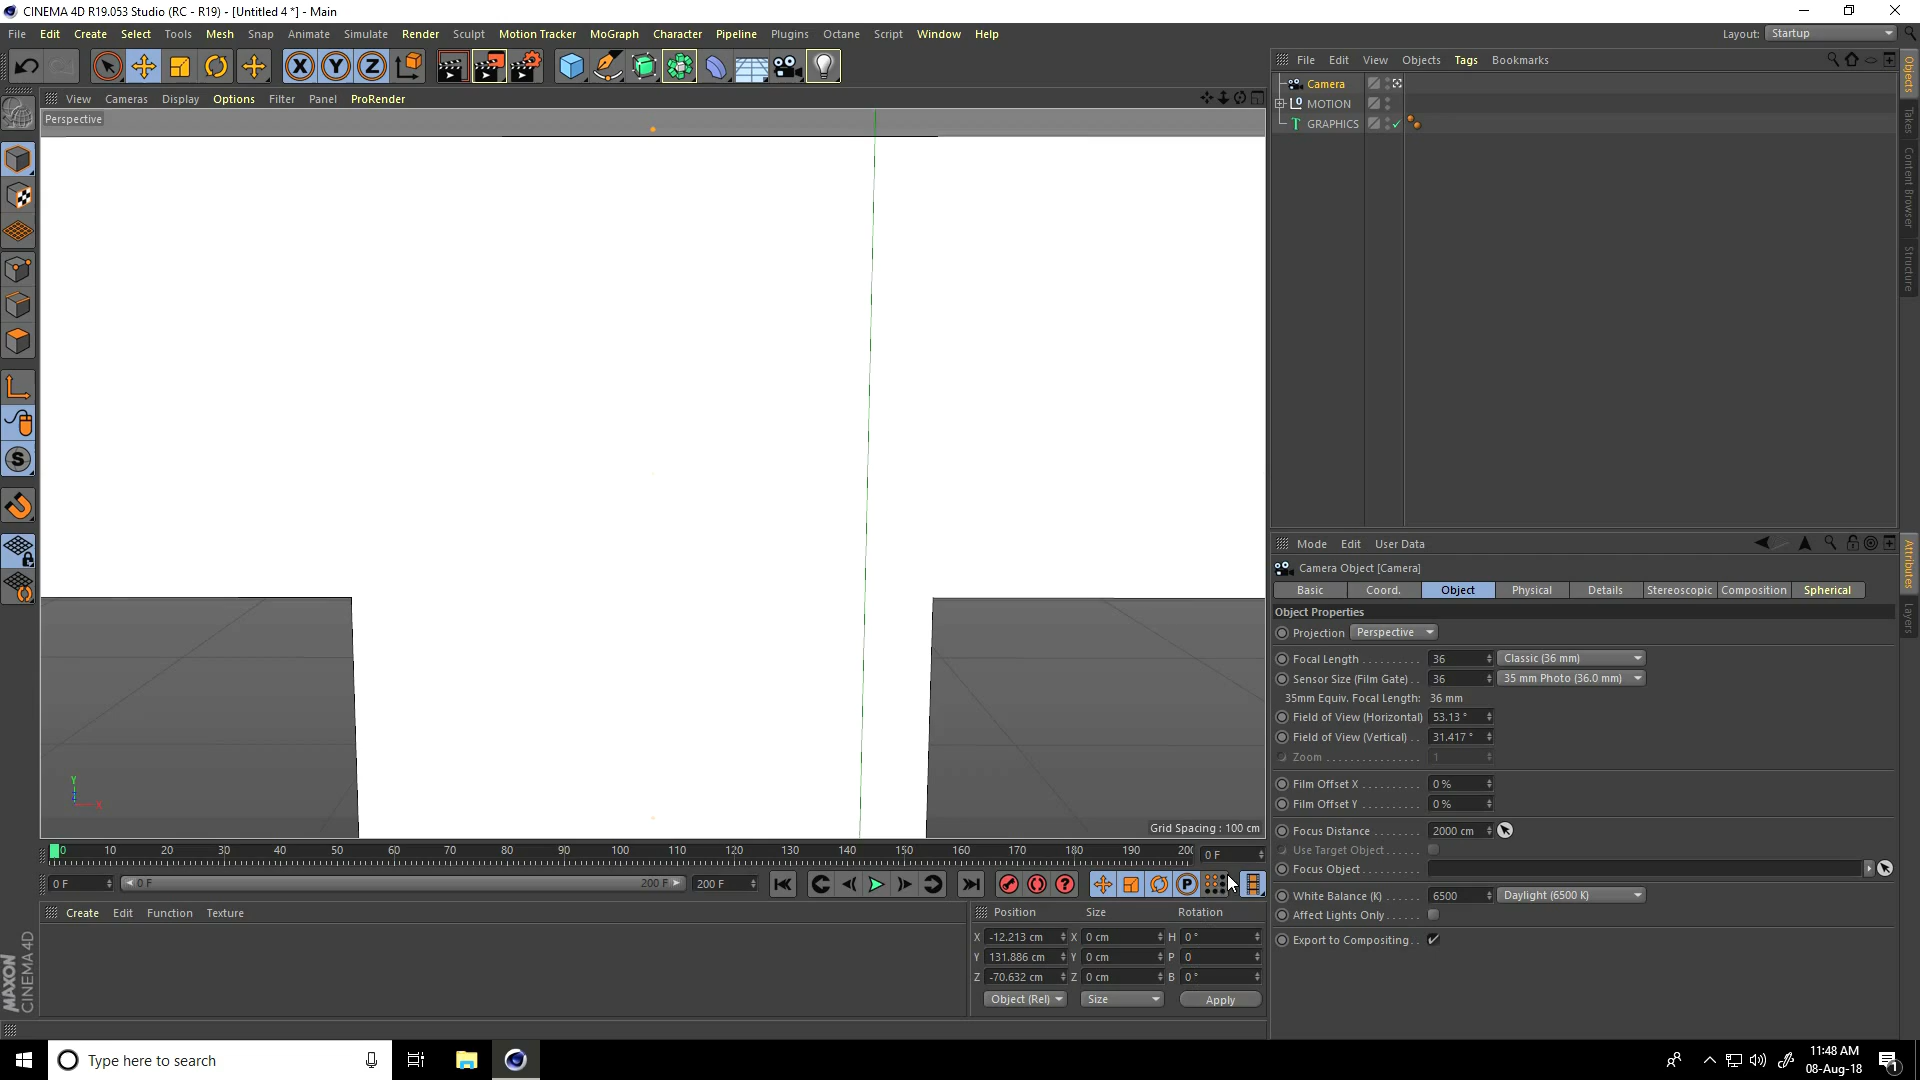 CINEMA 4D R19.053 Studio (RC - R19) - [Untitled 4 *] - Main
File Edit Create Select Tools Mesh Snap Animate Simulate Render Sculpt Motion Tracker MoGraph Character Pipeline Plugins Octane Script Window Help
Layout: Startup
File Edit View Objects Tags Bookmarks
Camera
MOTION
GRAPHICS
View Cameras Display Options Filter Panel ProRender
Perspective
Y
X
Grid Spacing : 100 cm
Objects
Takes
Content Browser
Structure
Mode Edit User Data
Camera Object [Camera]
Basic Coord. Object Physical Details Stereoscopic Composition Spherical
Object Properties
Projection Perspective
Focal Length 36 Classic (36 mm)
Sensor Size (Film Gate) 36 35 mm Photo (36.0 mm)
35mm Equiv. Focal Length: 36 mm
Field of View (Horizontal) 53.13 °
Field of View (Vertical) 31.417 °
Zoom 1
Film Offset X 0 %
Film Offset Y 0 %
Focus Distance 2000 cm
Use Target Object
Focus Object
White Balance (K) 6500 Daylight (6500 K)
Affect Lights Only
Export to Compositing
Attributes
Layers
0 10 20 30 40 50 60 70 80 90 100 110 120 130 140 150 160 170 180 190 20 0 F
0 F 0 F 200 F 200 F
Create Edit Function Texture
Position Size Rotation
X -12.213 cm X 0 cm H 0 °
Y 131.886 cm Y 0 cm P 0
Z -70.632 cm Z 0 cm B 0 °
Object (Rel) Size Apply
MAXON
CINEMA 4D
Type here to search
11:48 AM
08-Aug-18
1